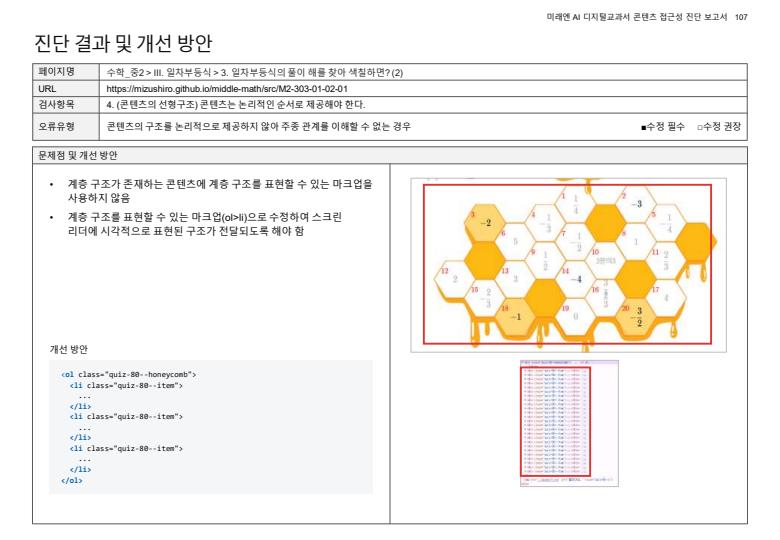 미래엔 AI 디지털교과서 콘텐츠 접근성 진단 보고서 107
진단 결과 및 개선 방안
페이지명 수학_중2 > III. 일차부등식 > 3. 일차부등식의 풀이 해를 찾아 색칠하면? (2)
URL https://mizushiro.github.io/middle-math/src/M2-303-01-02-01
검사항목 4. (콘텐츠의 선형구조) 콘텐츠는 논리적인 순서로 제공해야 한다.
오류유형 콘텐츠의 구조를 논리적으로 제공하지 않아 주종 관계를 이해할 수 없는 경우 ■수정 필수 □수정 권장
문제점 및 개선 방안
• 계층 구조가 존재하는 콘텐츠에 계층 구조를 표현할 수 있는 마크업을
사용하지 않음
• 계층 구조를 표현할 수 있는 마크업(ol>li)으로 수정하여 스크린
리더에 시각적으로 표현된 구조가 전달되도록 해야 함
개선 방안
<ol class="quiz-80--honeycomb">
<li class="quiz-80--item">
...
</li>
<li class="quiz-80--item">
...
</li>
<li class="quiz-80--item">
...
</li>
</ol>
1 1/4
2 -3
3 -2
4 -1/3
5 -1/4
6 5
7 -1/2
8 1
9 1/2
10
11 2/3
12 2
13 3
14 -4
15 -2/3
16
17 4
18 -1
19 0
20 -3/2